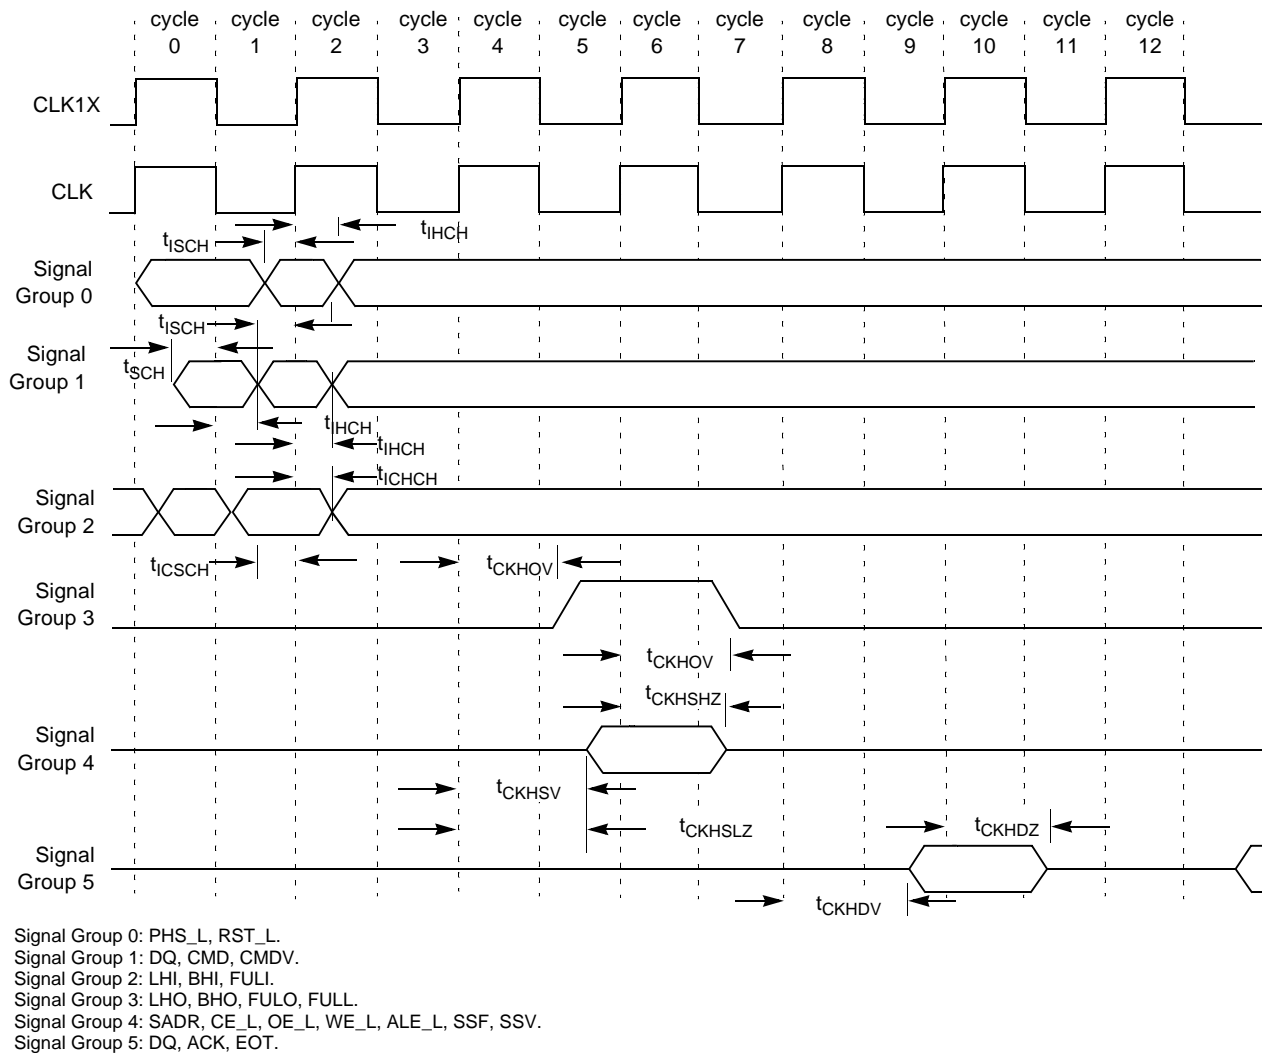 cycle cycle cycle cycle cycle cycle cycle cycle cycle cycle cycle cycle cycle
0 1 2 3 4 5 6 7 8 9 10 11 12
CLK1X
CLK
tIHCH
tISCH
Signal
Group 0
tISCH
Signal
Group 1
tSCH
tIHCH
tIHCH
tICHCH
Signal
Group 2
tICSCH
tCKHOV
Signal
Group 3
tCKHOV
tCKHSHZ
Signal
Group 4
tCKHSV
tCKHSLZ
tCKHDZ
Signal
Group 5
tCKHDV
Signal Group 0: PHS_L, RST_L.
Signal Group 1: DQ, CMD, CMDV.
Signal Group 2: LHI, BHI, FULI.
Signal Group 3: LHO, BHO, FULO, FULL.
Signal Group 4: SADR, CE_L, OE_L, WE_L, ALE_L, SSF, SSV.
Signal Group 5: DQ, ACK, EOT.